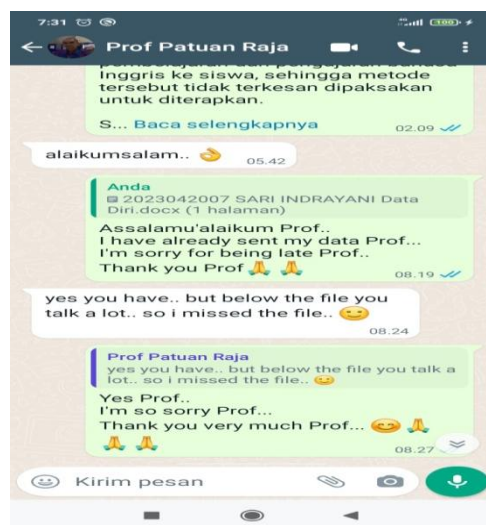 7:31
100
Prof Patuan Raja
Inggris ke siswa, sehingga metode
tersebut tidak terkesan dipaksakan
untuk diterapkan.
S... Baca selengkapnya
02.09
alaikumsalam..
05.42
Anda
2023042007 SARI INDRAYANI Data
Diri.docx (1 halaman)
Assalamu'alaikum Prof..
I have already sent my data Prof...
I'm sorry for being late Prof..
Thank you Prof
08.19
yes you have.. but below the file you
talk a lot.. so i missed the file..
08.24
Prof Patuan Raja
yes you have.. but below the file you talk a
lot.. so i missed the file..
Yes Prof..
I'm so sorry Prof...
Thank you very much Prof...
08.27
Kirim pesan